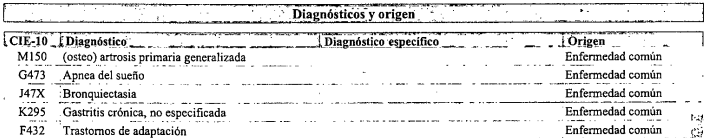 Diagnósticos y origen
CIE-10 Diagnóstico Diagnóstico específico Origen
M150 (osteo) artrosis primaria generalizada Enfermedad común
G473 Apnea del sueño Enfermedad común
J47X Bronquiectasia Enfermedad común
K295 Gastritis crónica, no especificada Enfermedad común
F432 Trastornos de adaptación Enfermedad común